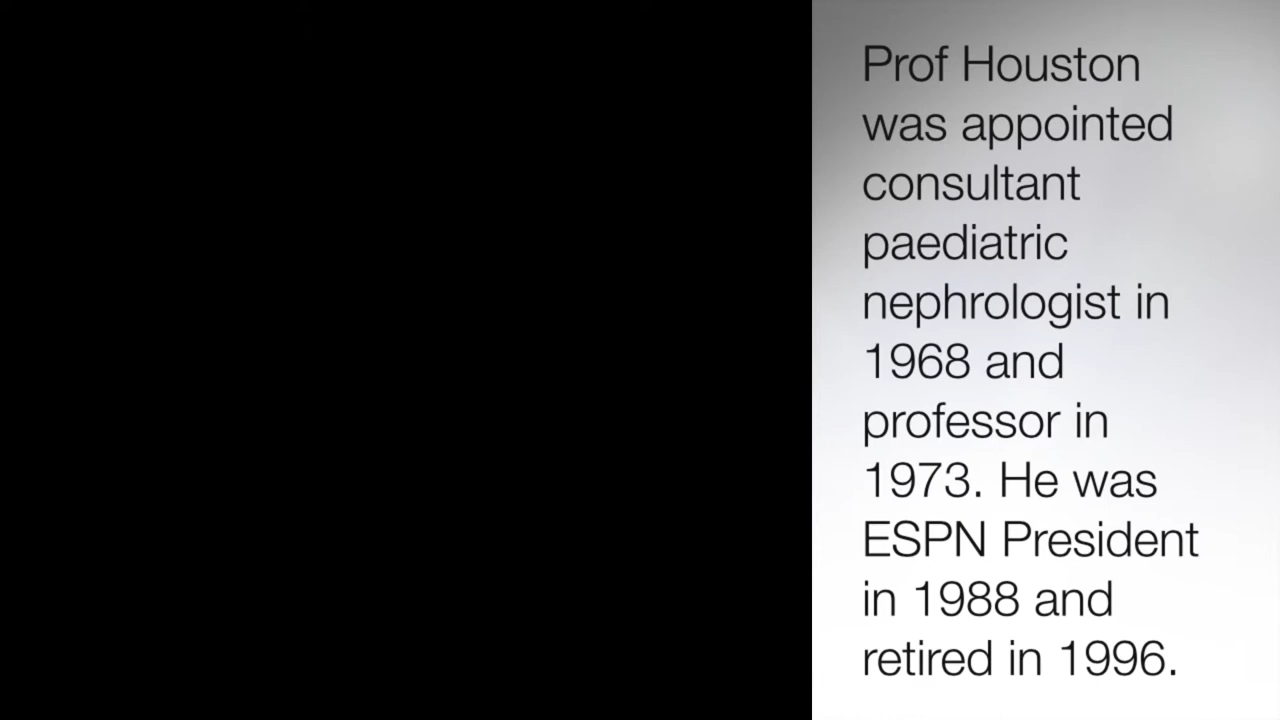 Prof Houston
was appointed
consultant
paediatric
nephrologist in
1968 and
professor in
1973. He was
ESPN President
in 1988 and
retired in 1996.